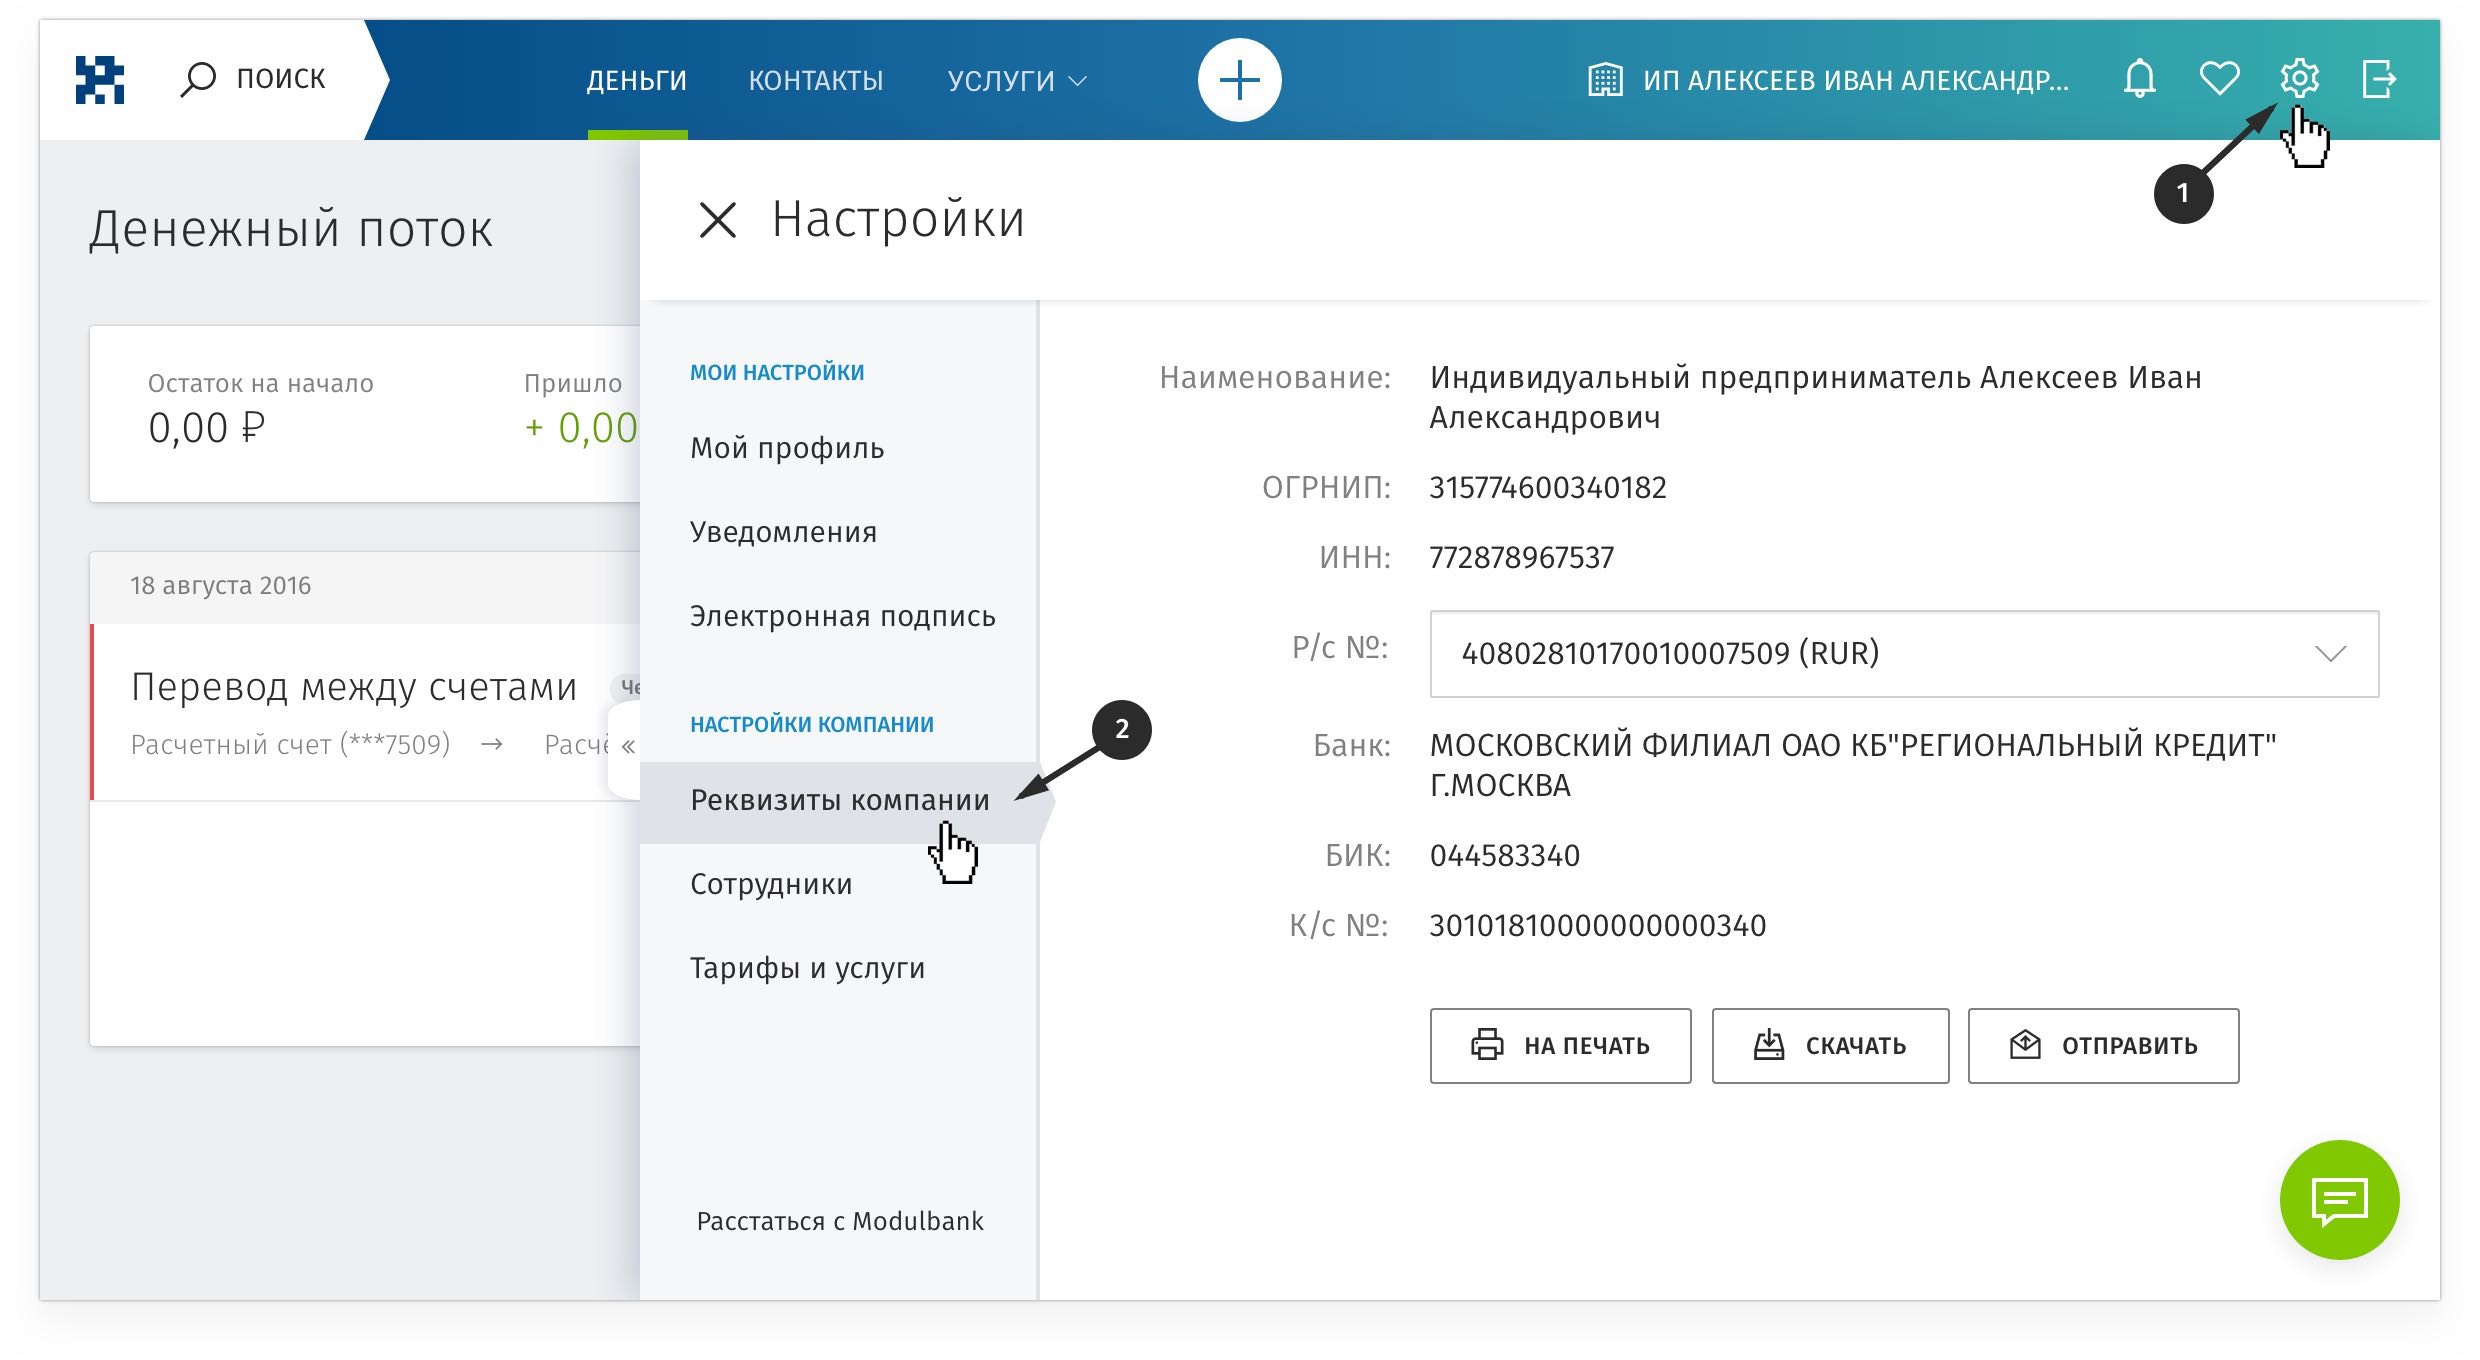 ПОИСК
ДЕНЬГИ
КОНТАКТЫ
УСЛУГИ
ИП АЛЕКСЕЕВ ИВАН АЛЕКСАНДР...
1
Денежный поток
Остаток на начало
0,00 ₽
Пришло
+ 0,00
18 августа 2016
Перевод между счетами
Расчетный счет (***7509) →
«
Настройки
МОИ НАСТРОЙКИ
Мой профиль
Уведомления
Электронная подпись
НАСТРОЙКИ КОМПАНИИ
2
Реквизиты компании
Сотрудники
Тарифы и услуги
Расстаться с Modulbank
Наименование: Индивидуальный предприниматель Алексеев Иван
Александрович
ОГРНИП: 315774600340182
ИНН: 772878967537
Р/с №: 40802810170010007509 (RUR)
Банк: МОСКОВСКИЙ ФИЛИАЛ ОАО КБ"РЕГИОНАЛЬНЫЙ КРЕДИТ"
Г.МОСКВА
БИК: 044583340
К/с №: 30101810000000000340
НА ПЕЧАТЬ
СКАЧАТЬ
ОТПРАВИТЬ